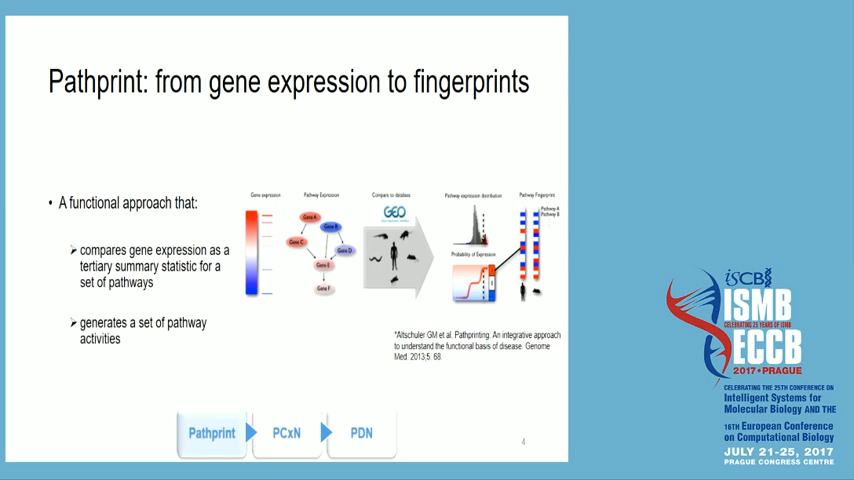 Pathprint: from gene expression to fingerprints
• A functional approach that:
➢ compares gene expression as a
tertiary summary statistic for a
set of pathways
➢ generates a set of pathway
activities
Gene expression
Pathway Expression
Compare to database
Pathway expression distribution
Pathway Fingerprint
Gene A
Gene B
Gene C
Gene D
Gene E
Gene F
GEO
Probability of Expression
Pathway A
Pathway B
*Altschuler GM et al. Pathprinting: An integrative approach
to understand the functional basis of disease. Genome
Med. 2013;5: 68.
Pathprint
PCxN
PDN
4
iSCB
ISMB
CELEBRATING 25 YEARS OF ISMB
ECCB
2017 • PRAGUE
CELEBRATING THE 25TH CONFERENCE ON
Intelligent Systems for
Molecular Biology AND THE
16TH European Conference
on Computational Biology
JULY 21-25, 2017
PRAGUE CONGRESS CENTRE